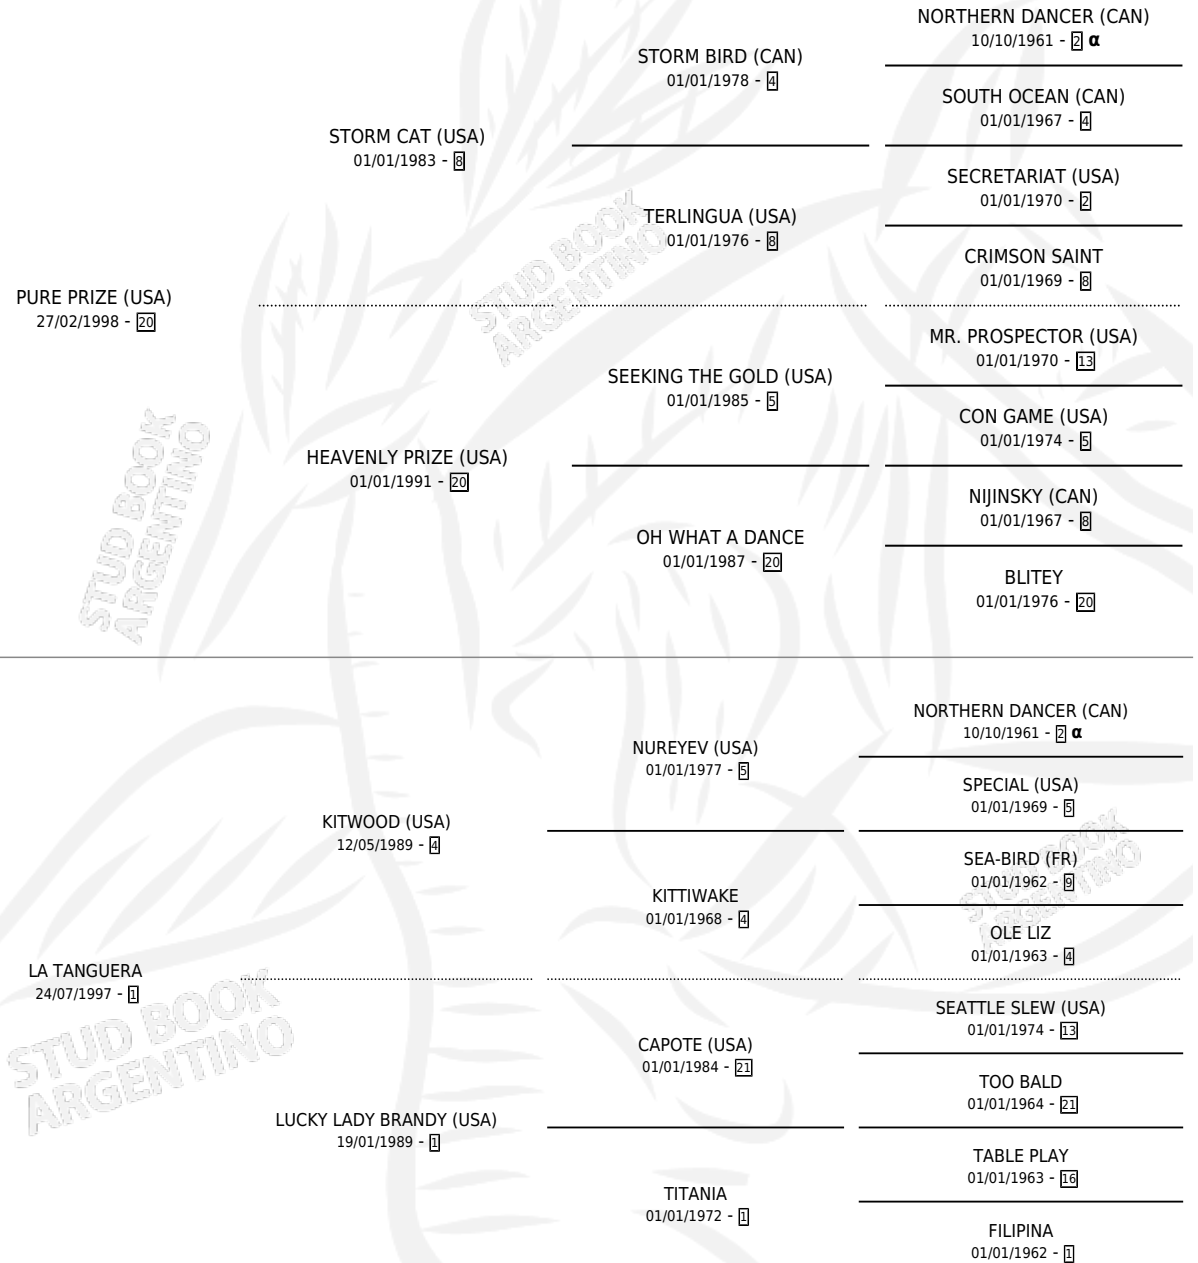 NORTHERN DANCER (CAN)
10/10/1961 - 2 α
STORM BIRD (CAN)
01/01/1978 - 4
SOUTH OCEAN (CAN)
01/01/1967 - 4
STORM CAT (USA)
01/01/1983 - 8
SECRETARIAT (USA)
01/01/1970 - 2
TERLINGUA (USA)
01/01/1976 - 8
CRIMSON SAINT
01/01/1969 - 8
PURE PRIZE (USA)
27/02/1998 - 20
MR. PROSPECTOR (USA)
01/01/1970 - 13
SEEKING THE GOLD (USA)
01/01/1985 - 5
CON GAME (USA)
01/01/1974 - 5
HEAVENLY PRIZE (USA)
01/01/1991 - 20
NIJINSKY (CAN)
01/01/1967 - 8
OH WHAT A DANCE
01/01/1987 - 20
BLITEY
01/01/1976 - 20
NORTHERN DANCER (CAN)
10/10/1961 - 2 α
NUREYEV (USA)
01/01/1977 - 5
SPECIAL (USA)
01/01/1969 - 5
KITWOOD (USA)
12/05/1989 - 4
SEA-BIRD (FR)
01/01/1962 - 9
KITTIWAKE
01/01/1968 - 4
OLE LIZ
01/01/1963 - 4
LA TANGUERA
24/07/1997 - 1
SEATTLE SLEW (USA)
01/01/1974 - 13
CAPOTE (USA)
01/01/1984 - 21
TOO BALD
01/01/1964 - 21
LUCKY LADY BRANDY (USA)
19/01/1989 - 1
TABLE PLAY
01/01/1963 - 16
TITANIA
01/01/1972 - 1
FILIPINA
01/01/1962 - 1
STUD BOOK
ARGENTINO
STUD BOOK
ARGENTINO
STUD BOOK
ARGENTINO
STUD BOOK
ARGENTINO